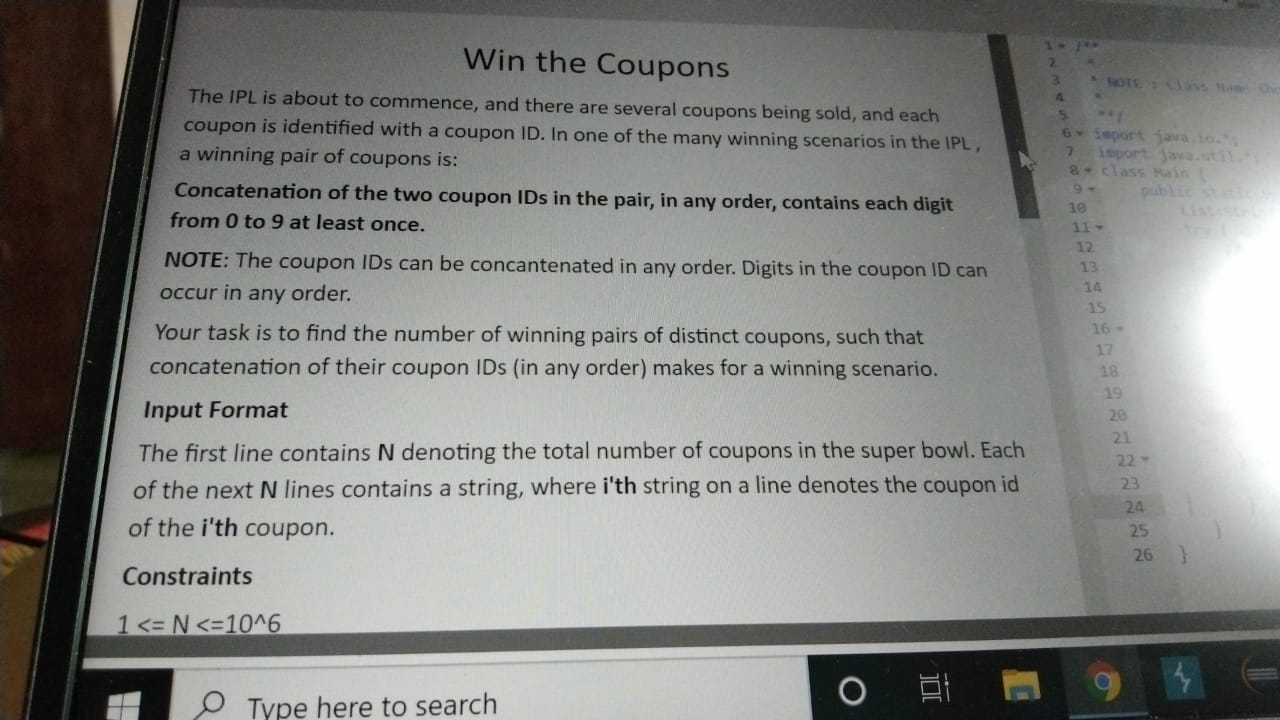 Win the Coupons
The IPL is about to commence, and there are several coupons being sold, and each
coupon is identified with a coupon ID. In one of the many winning scenarios in the IPL ,
a winning pair of coupons is:
Concatenation of the two coupon IDs in the pair, in any order, contains each digit
from 0 to 9 at least once.
NOTE: The coupon IDs can be concantenated in any order. Digits in the coupon ID can
occur in any order.
Your task is to find the number of winning pairs of distinct coupons, such that
concatenation of their coupon IDs (in any order) makes for a winning scenario.
Input Format
The first line contains N denoting the total number of coupons in the super bowl. Each
of the next N lines contains a string, where i'th string on a line denotes the coupon id
of the i'th coupon.
Constraints
1 <= N <=10^6
1 /**
2 *
3 * NOTE : Class Name
4 *
5 **/
6 import java.io.*;
7 import java.util.*;
8 class Main {
9 public static
10
11 try {
12
13
14
15
16
17
18
19
20
21
22
23
24
25 }
26 }
Type here to search